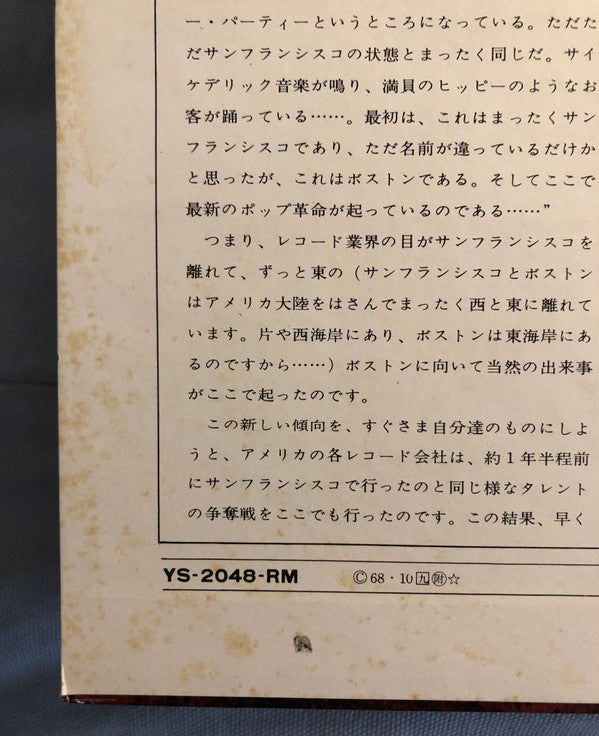 ー・パーティーというところになっている。ただた
だサンフランシスコの状態とまったく同じだ。サイ
ケデリック音楽が鳴り、満員のヒッピーのようなお
客が踊っている……。最初は、これはまったくサン
フランシスコであり、ただ名前が違っているだけか
と思ったが、これはボストンである。そしてここで
最新のポップ革命が起っているのである……”
つまり、レコード業界の目がサンフランシスコを
離れて、ずっと東の（サンフランシスコとボストン
はアメリカ大陸をはさんでまったく西と東に離れて
います。片や西海岸にあり、ボストンは東海岸にあ
るのですから……）ボストンに向いて当然の出来事
がここで起ったのです。
この新しい傾向を、すぐさま自分達のものにしよ
うと、アメリカの各レコード会社は、約１年半程前
にサンフランシスコで行ったのと同じ様なタレント
の争奪戦をここでも行ったのです。この結果、早く
YS-2048-RM
Ⓒ68・10九附☆